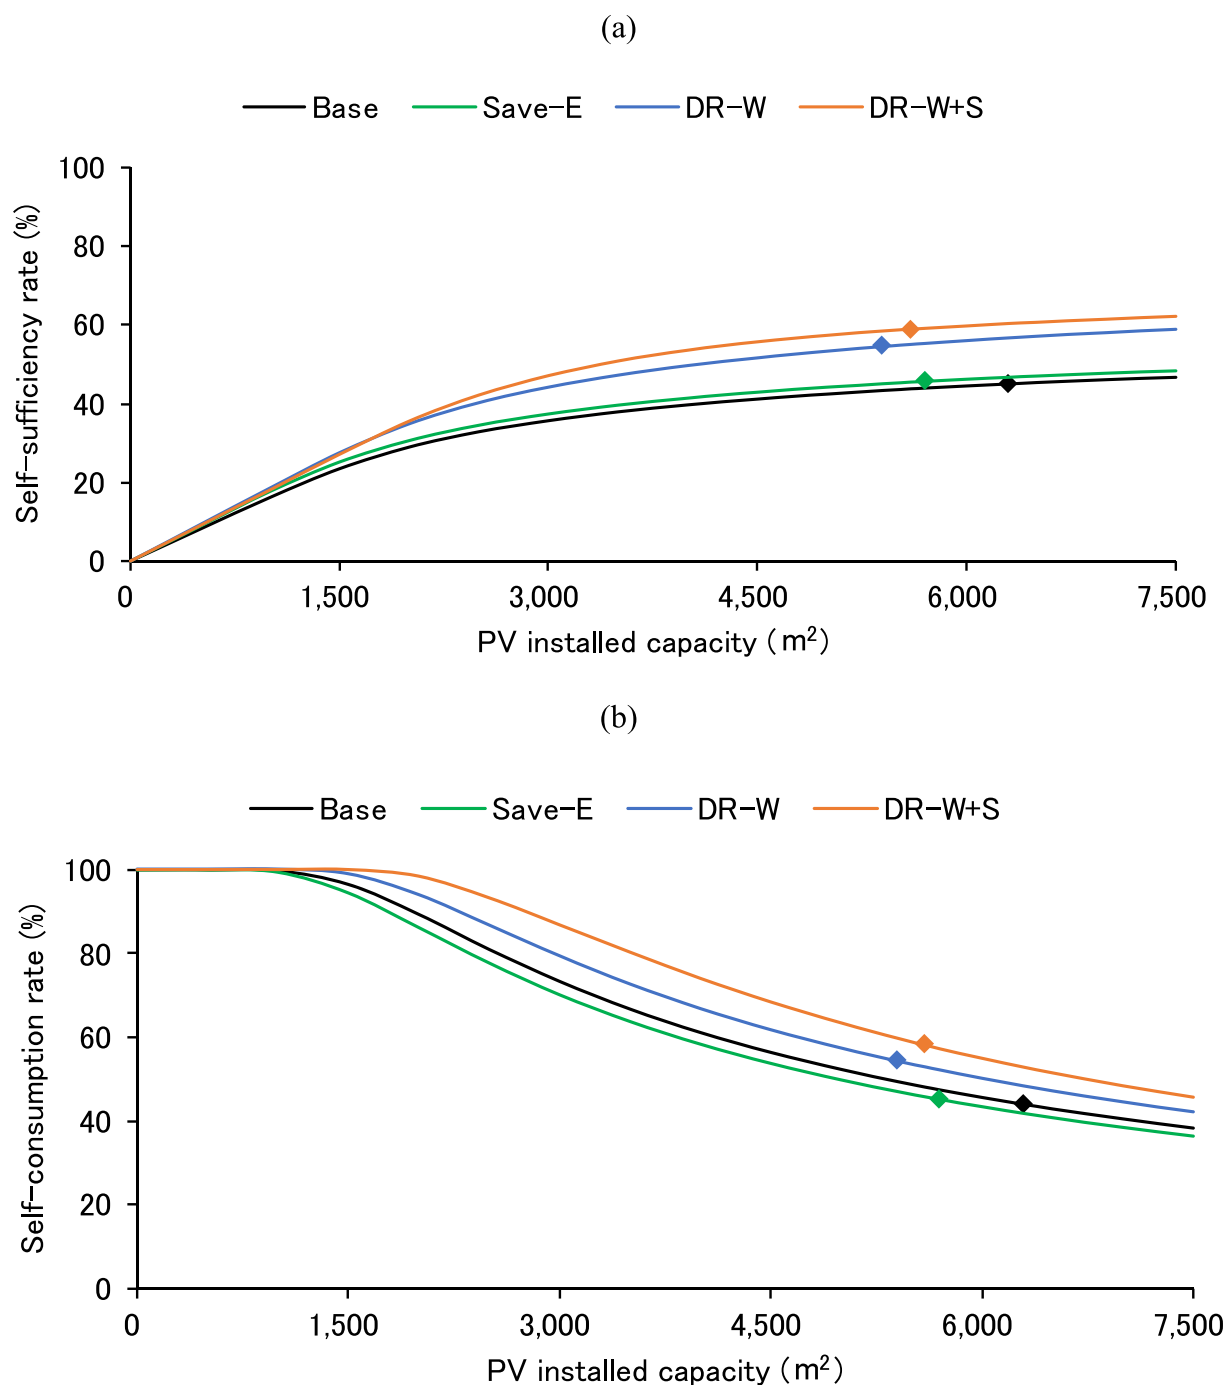 (a)
Base Save-E DR-W DR-W+S
100
80
60
40
20
0
Self-sufficiency rate (%)
0 1,500 3,000 4,500 6,000 7,500
PV installed capacity (m²)
(b)
Base Save-E DR-W DR-W+S
100
80
60
40
20
0
Self-consumption rate (%)
0 1,500 3,000 4,500 6,000 7,500
PV installed capacity (m²)